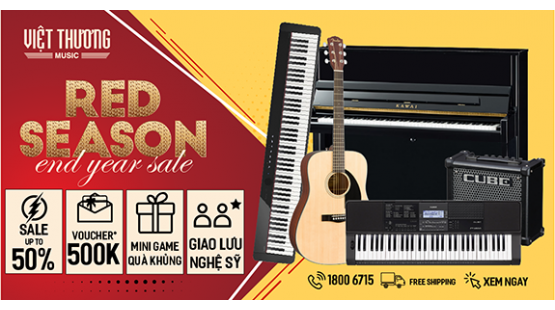 VIỆT THƯƠNG
MUSIC
RED
SEASON
end year sale
SALE
UP TO
50%
VOUCHER*
500K
MINI GAME
QUÀ KHỦNG
GIAO LƯU
NGHỆ SỸ
Fender
KAWAI
CUBE
1800 6715
FREE SHIPPING
XEM NGAY